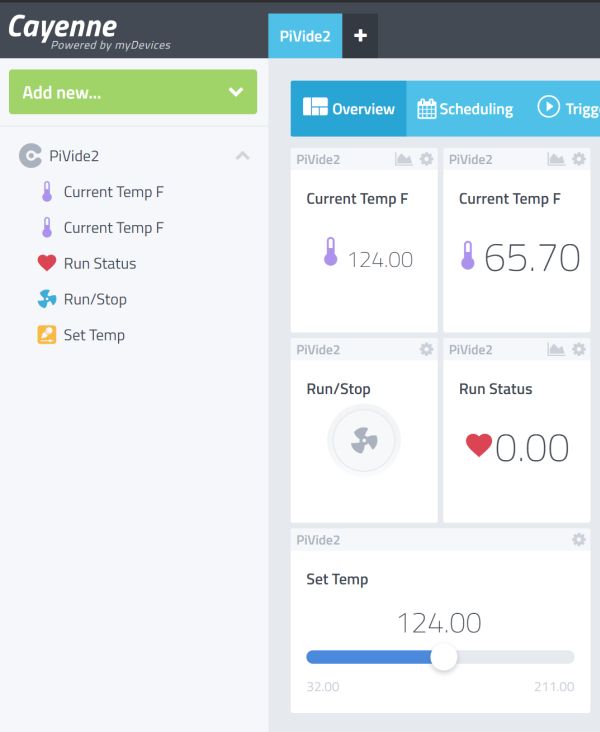 Cayenne
Powered by myDevices
PiVide2
Add new...
Overview
Scheduling
Trigge
PiVide2
Current Temp F
Current Temp F
Run Status
Run/Stop
Set Temp
PiVide2
Current Temp F
124.00
PiVide2
Current Temp F
65.70
PiVide2
Run/Stop
PiVide2
Run Status
0.00
PiVide2
Set Temp
124.00
32.00
211.00